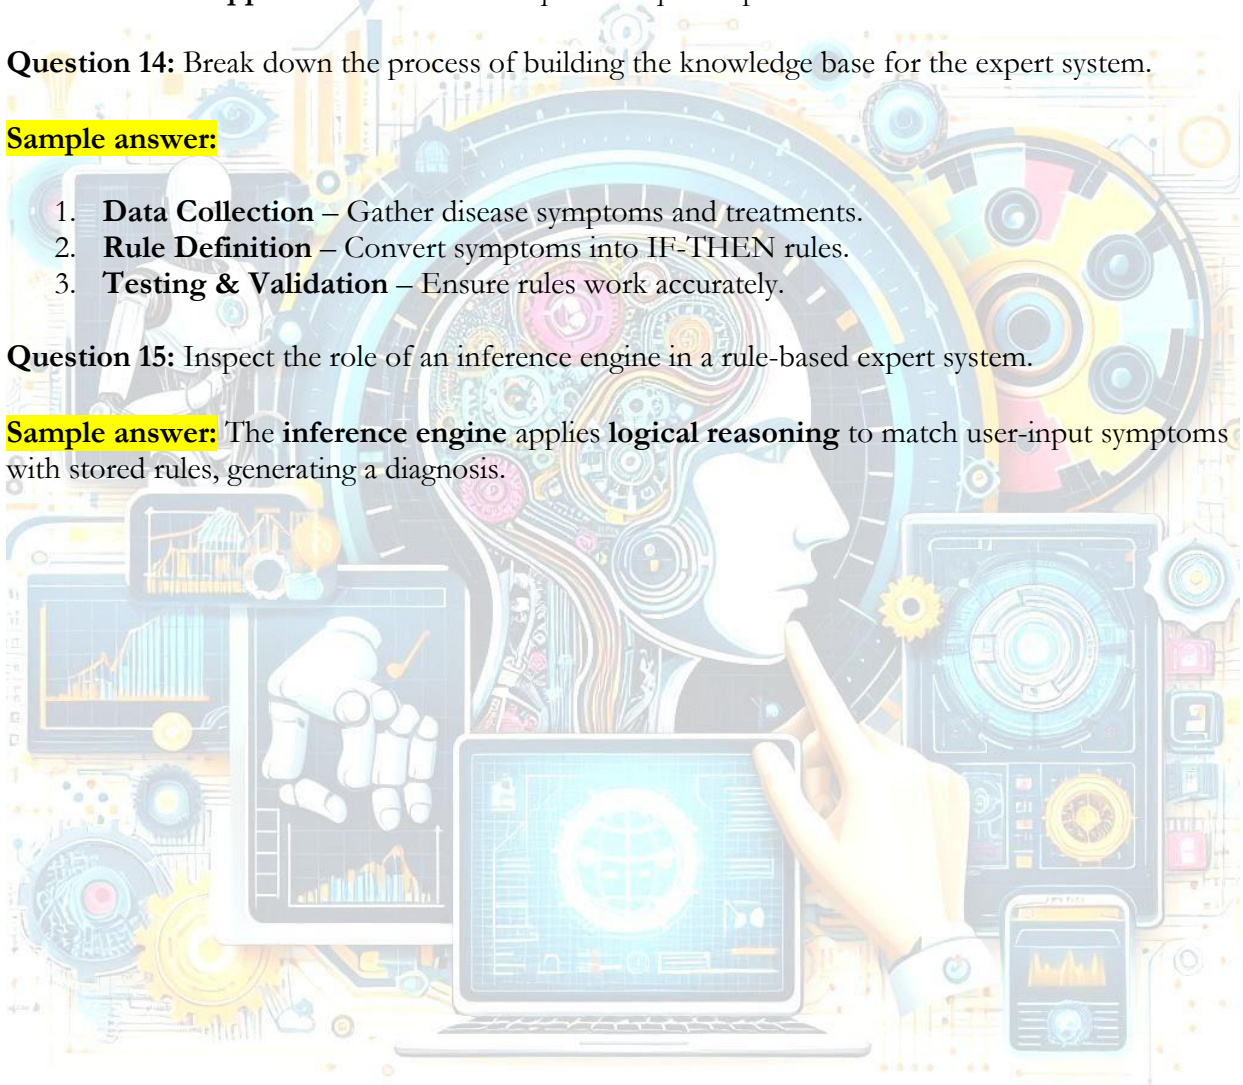 Question 14: Break down the process of building the knowledge base for the expert system.
Sample answer:
1. Data Collection – Gather disease symptoms and treatments.
2. Rule Definition – Convert symptoms into IF-THEN rules.
3. Testing & Validation – Ensure rules work accurately.
Question 15: Inspect the role of an inference engine in a rule-based expert system.
Sample answer: The inference engine applies logical reasoning to match user-input symptoms
with stored rules, generating a diagnosis.